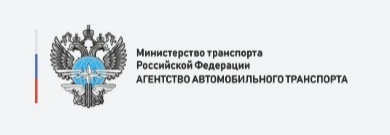 Министерство транспорта
Российской Федерации
АГЕНТСТВО АВТОМОБИЛЬНОГО ТРАНСПОРТА